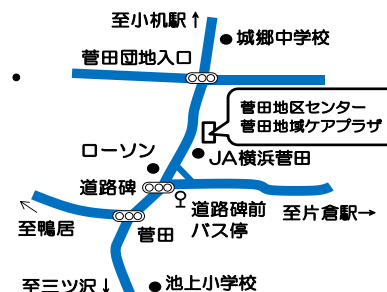 至小机駅↑
城郷中学校
菅田団地入口
菅田地区センター
菅田地域ケアプラザ
ローソン
JA横浜菅田
道路碑
道路碑前
バス停
至片倉駅→
至鴨居
菅田
至三ツ沢↓
池上小学校